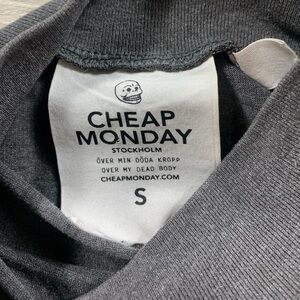 CHEAP
MONDAY
STOCKHOLM
ÖVER MIN DÖDA KROPP
OVER MY DEAD BODY
CHEAPMONDAY.COM
S